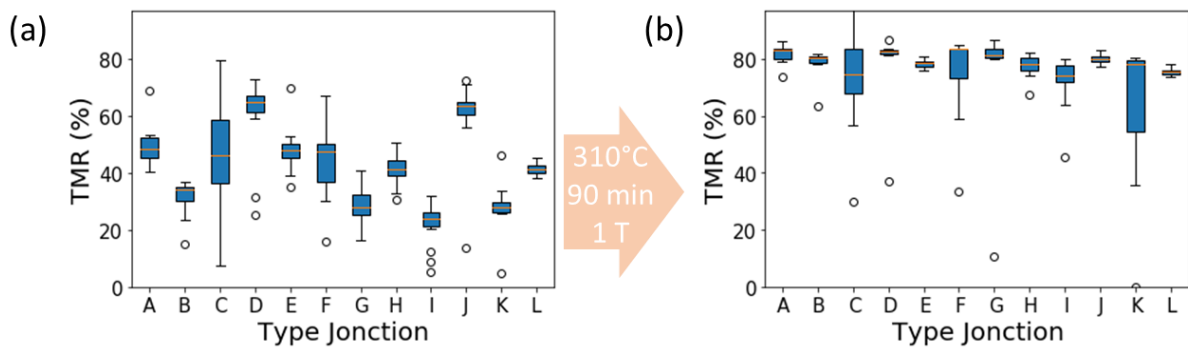 (a)
TMR (%)
80
60
40
20
0
A B C D E F G H I J K L
Type Jonction
310°C
90 min
1 T
(b)
TMR (%)
80
60
40
20
0
A B C D E F G H I J K L
Type Jonction